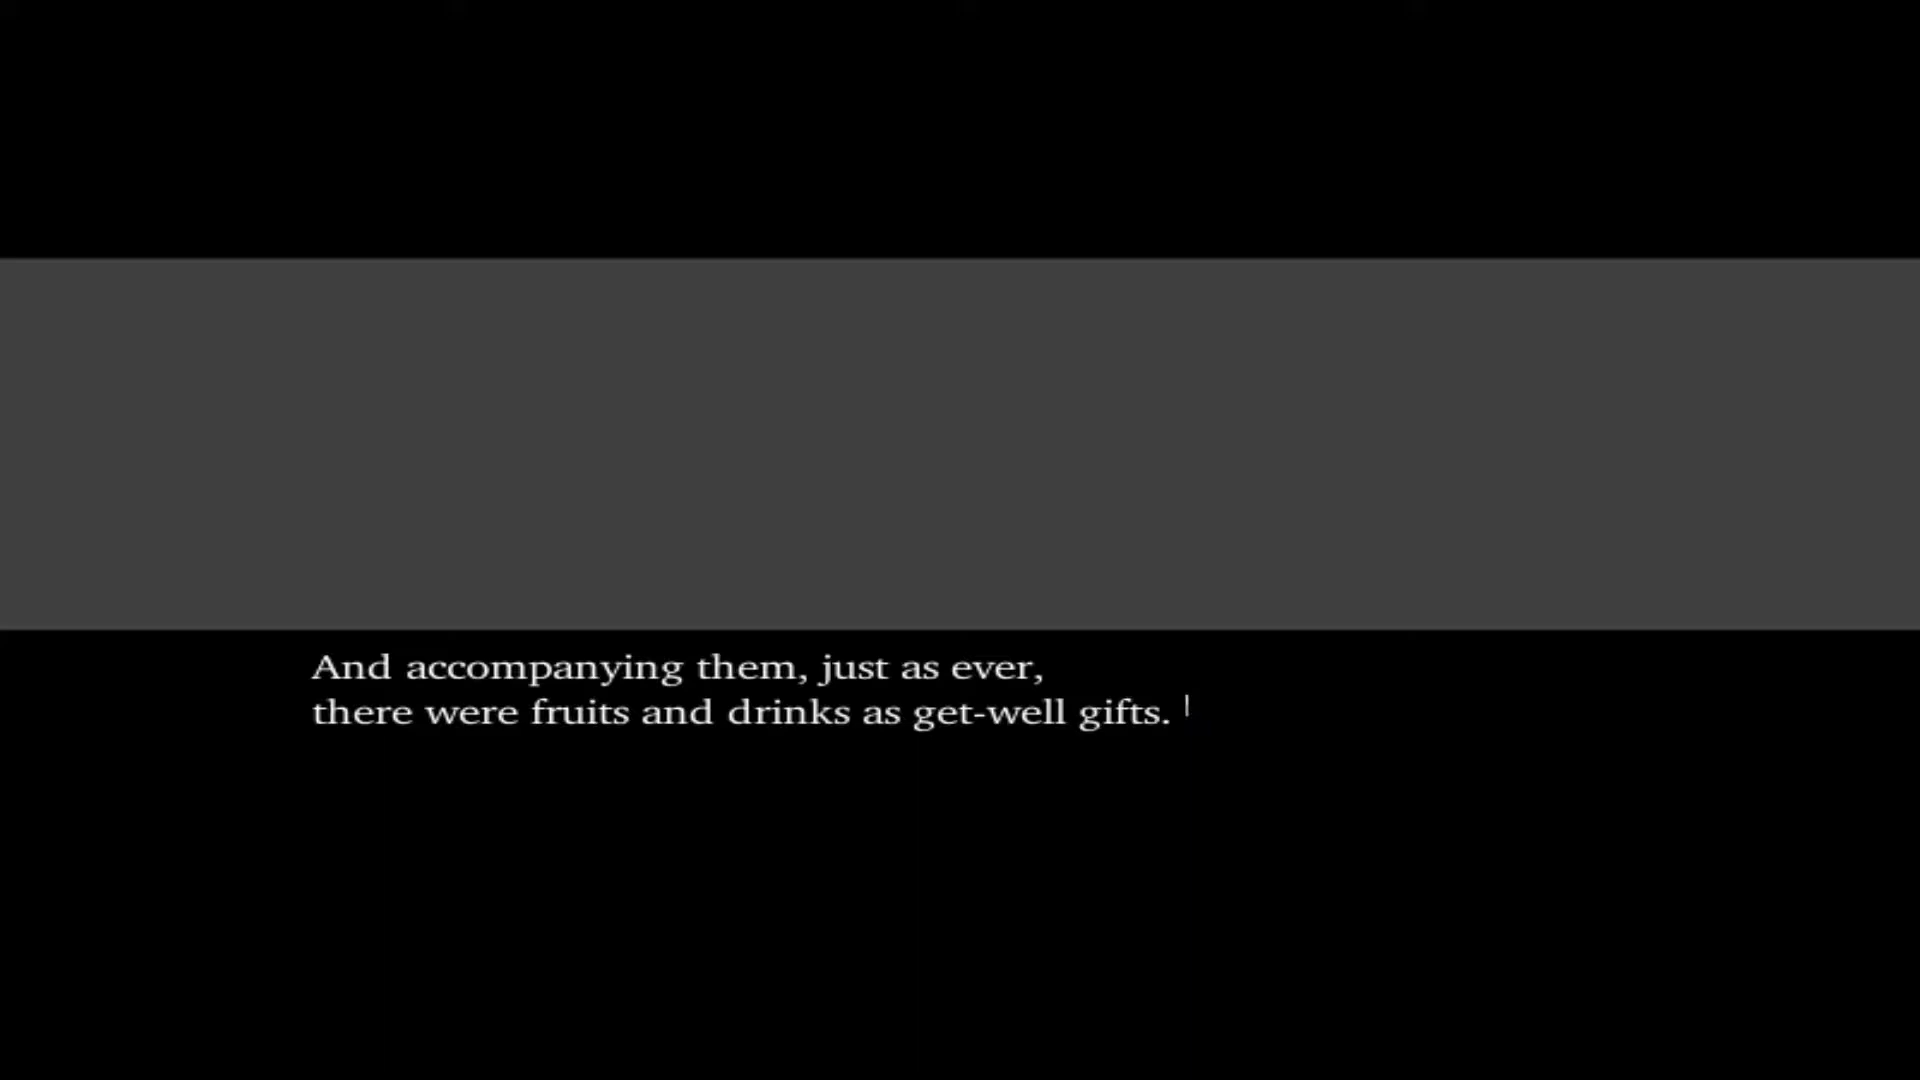 And accompanying them, just as ever,
there were fruits and drinks as get-well gifts.